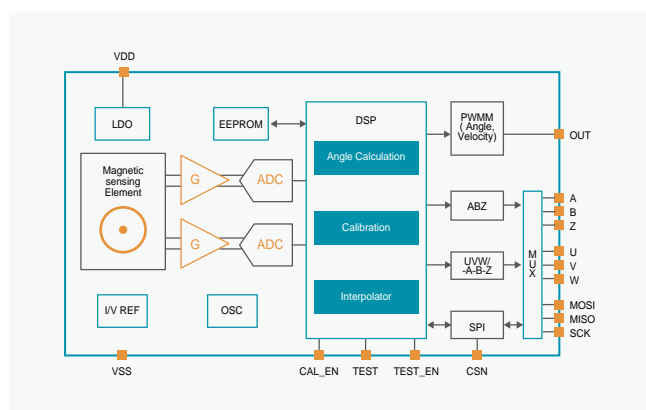 VDD
LDO
EEPROM
DSP
PWMM
( Angle,
Velocity)
OUT
Magnetic
sensing
Element
G
ADC
Angle Calculation
G
ADC
Calibration
ABZ
UVW/
-A-B-Z
MUX
A
B
Z
U
V
W
I/V REF
OSC
Interpolator
SPI
MOSI
MISO
SCK
VSS
CAL_EN
TEST
TEST_EN
CSN